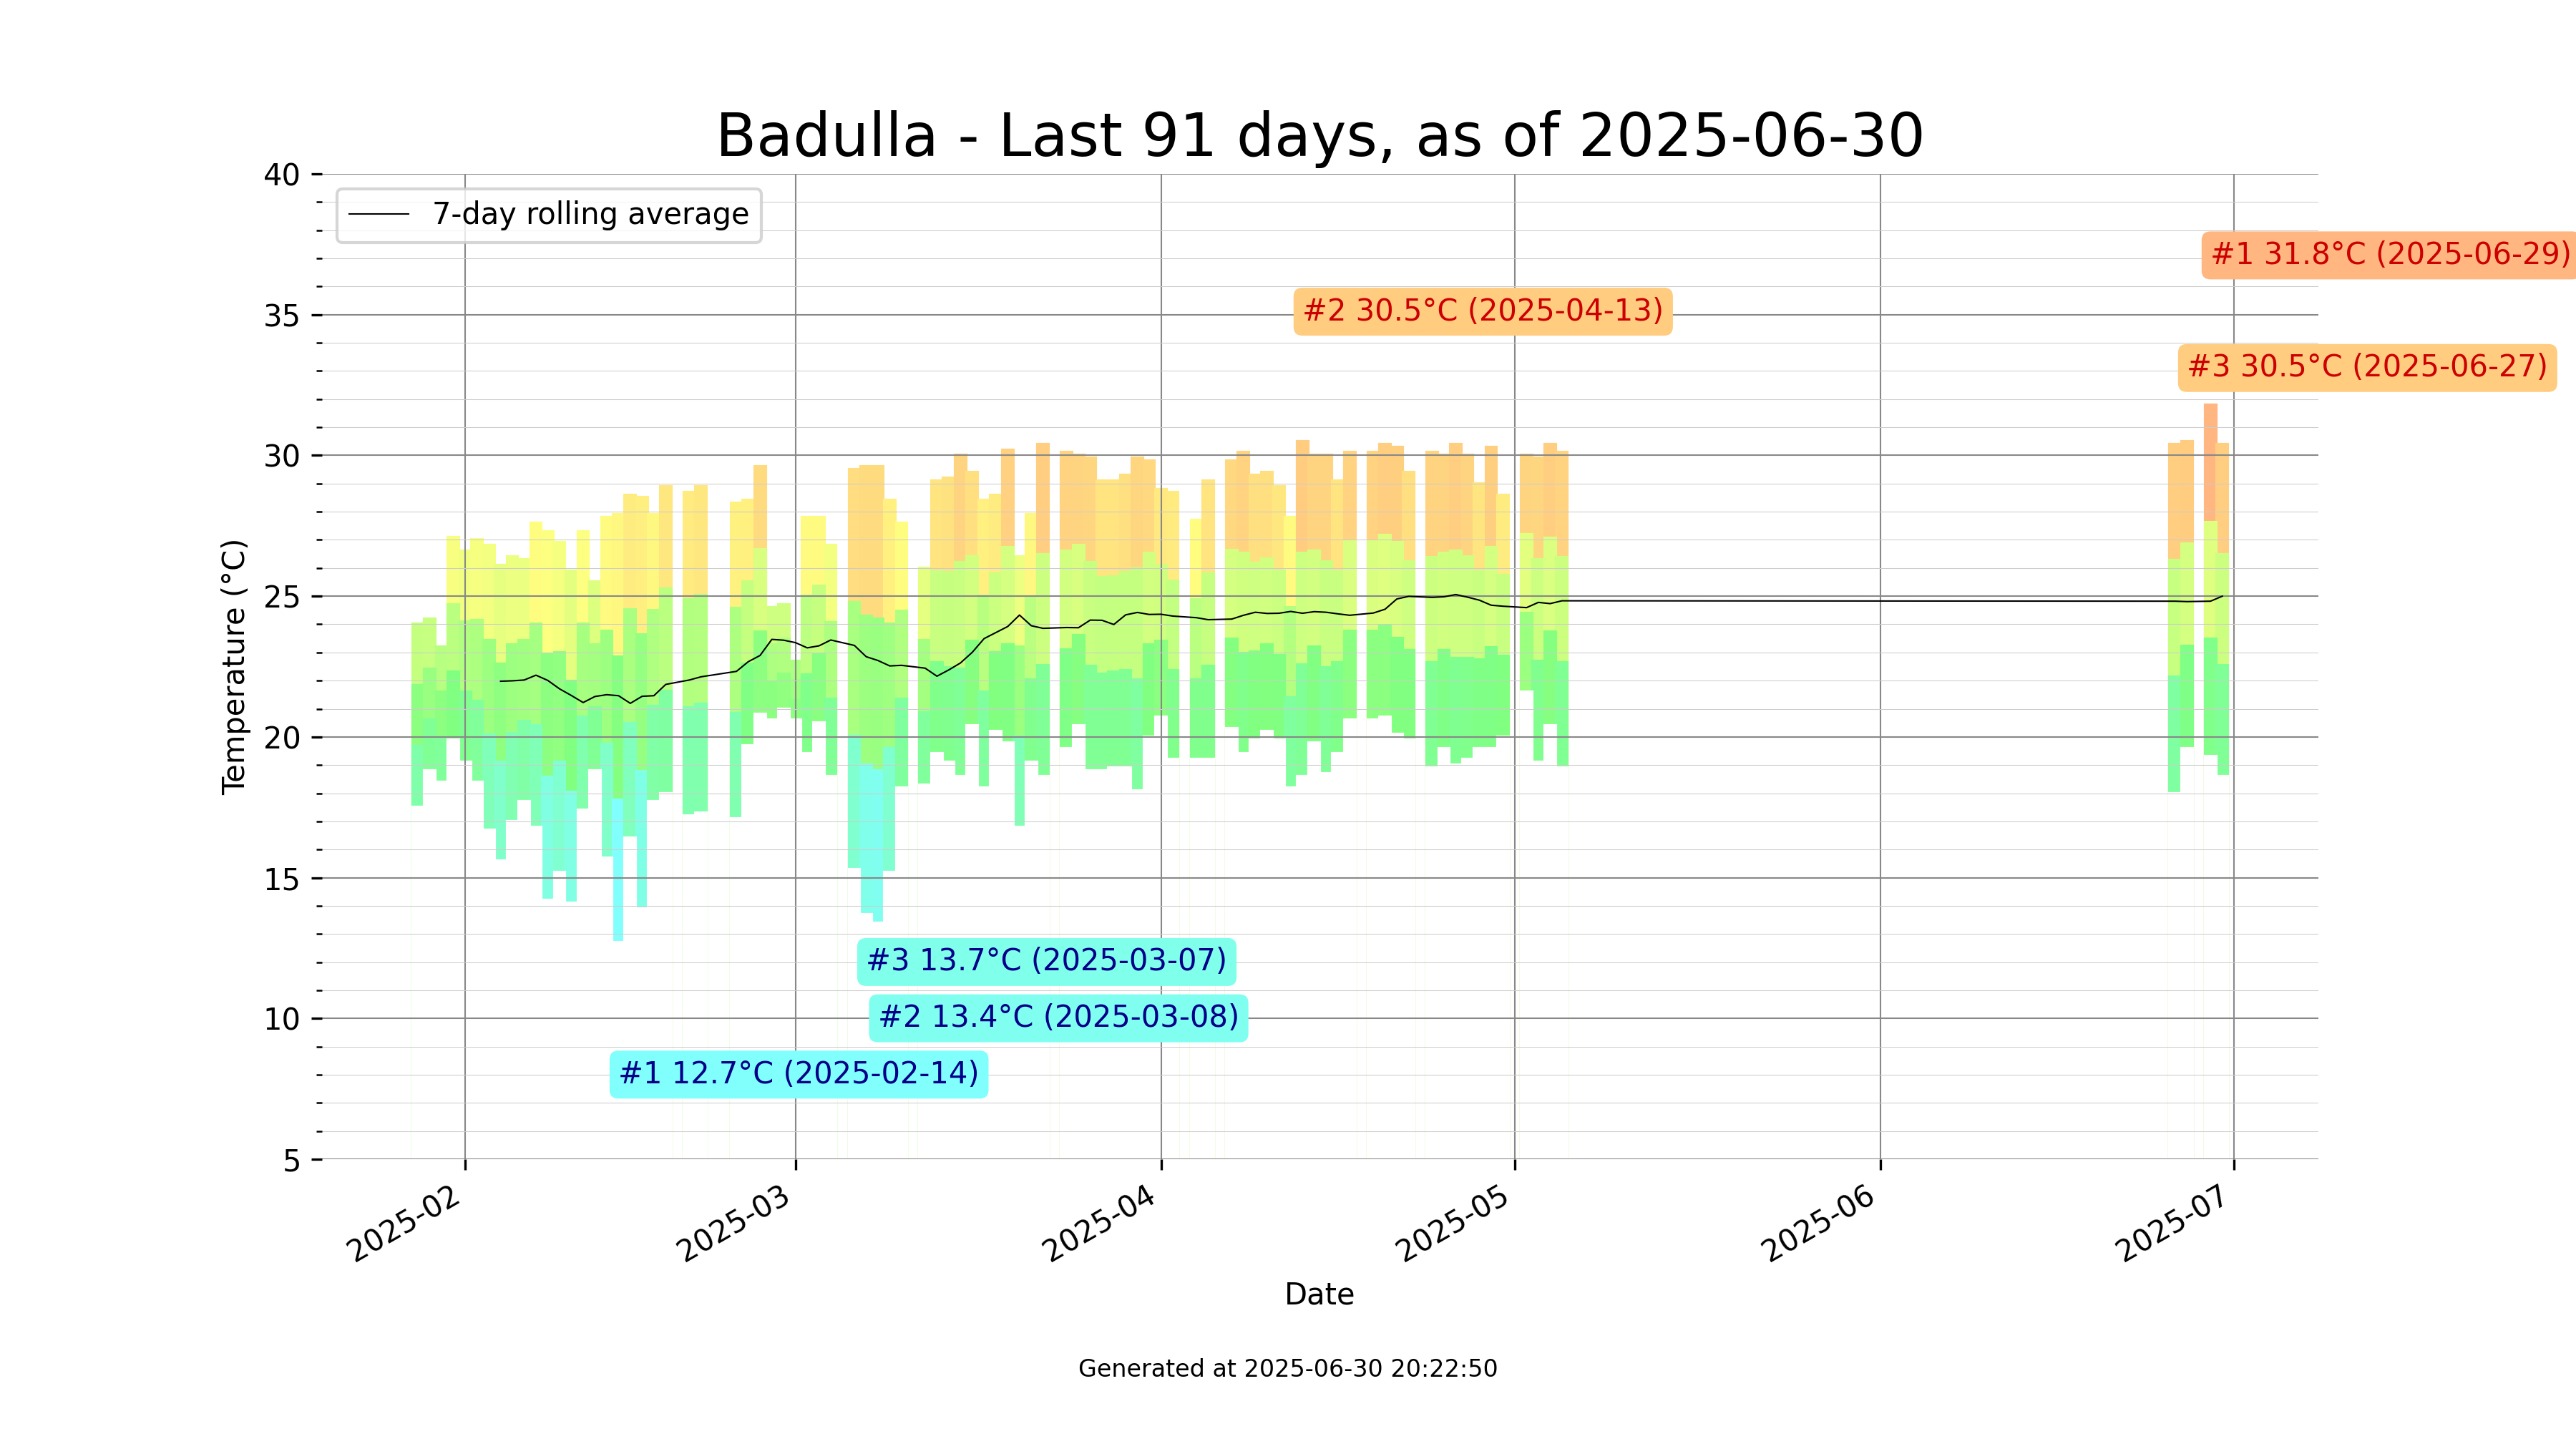 Badulla - Last 91 days, as of 2025-06-30
40
35
30
25
20
15
10
5
Temperature (°C)
7-day rolling average
#1 31.8°C (2025-06-29)
#2 30.5°C (2025-04-13)
#3 30.5°C (2025-06-27)
#3 13.7°C (2025-03-07)
#2 13.4°C (2025-03-08)
#1 12.7°C (2025-02-14)
2025-02
2025-03
2025-04
2025-05
2025-06
2025-07
Date
Generated at 2025-06-30 20:22:50